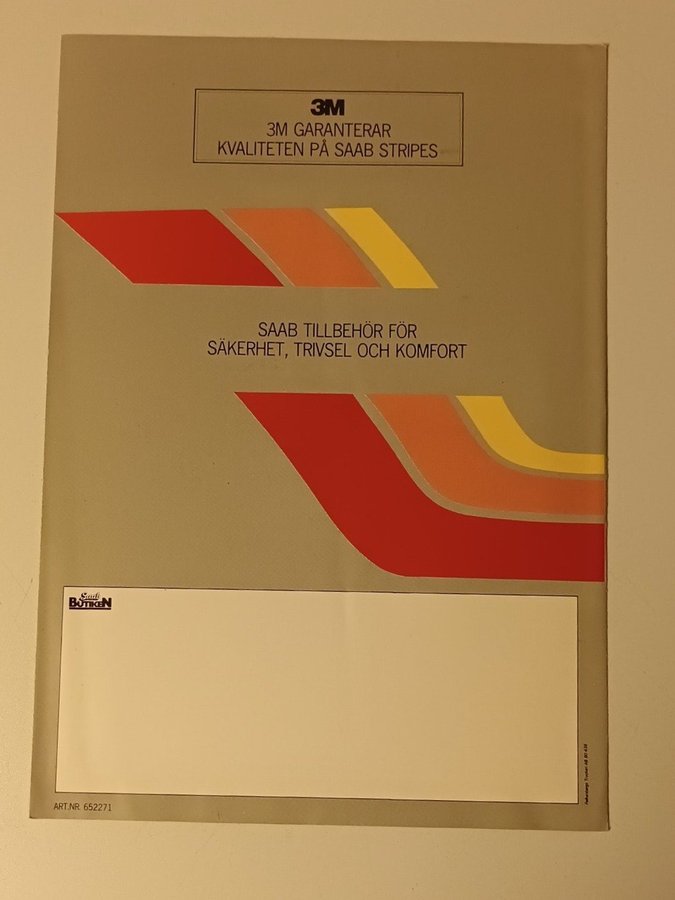 3M
3M GARANTERAR
KVALITETEN PÅ SAAB STRIPES
SAAB TILLBEHÖR FÖR
SÄKERHET, TRIVSEL OCH KOMFORT
Saab
BUTIKEN
ART.NR. 652271